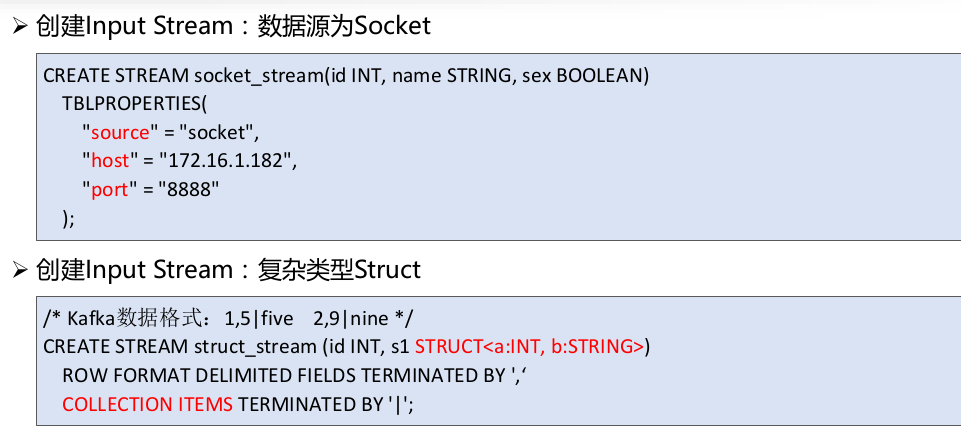 ➢ 创建Input Stream：数据源为Socket
CREATE STREAM socket_stream(id INT, name STRING, sex BOOLEAN)
TBLPROPERTIES(
"source" = "socket",
"host" = "172.16.1.182",
"port" = "8888"
);
➢ 创建Input Stream：复杂类型Struct
/* Kafka数据格式：1,5|five 2,9|nine */
CREATE STREAM struct_stream (id INT, s1 STRUCT<a:INT, b:STRING>)
ROW FORMAT DELIMITED FIELDS TERMINATED BY ',‘
COLLECTION ITEMS TERMINATED BY '|';